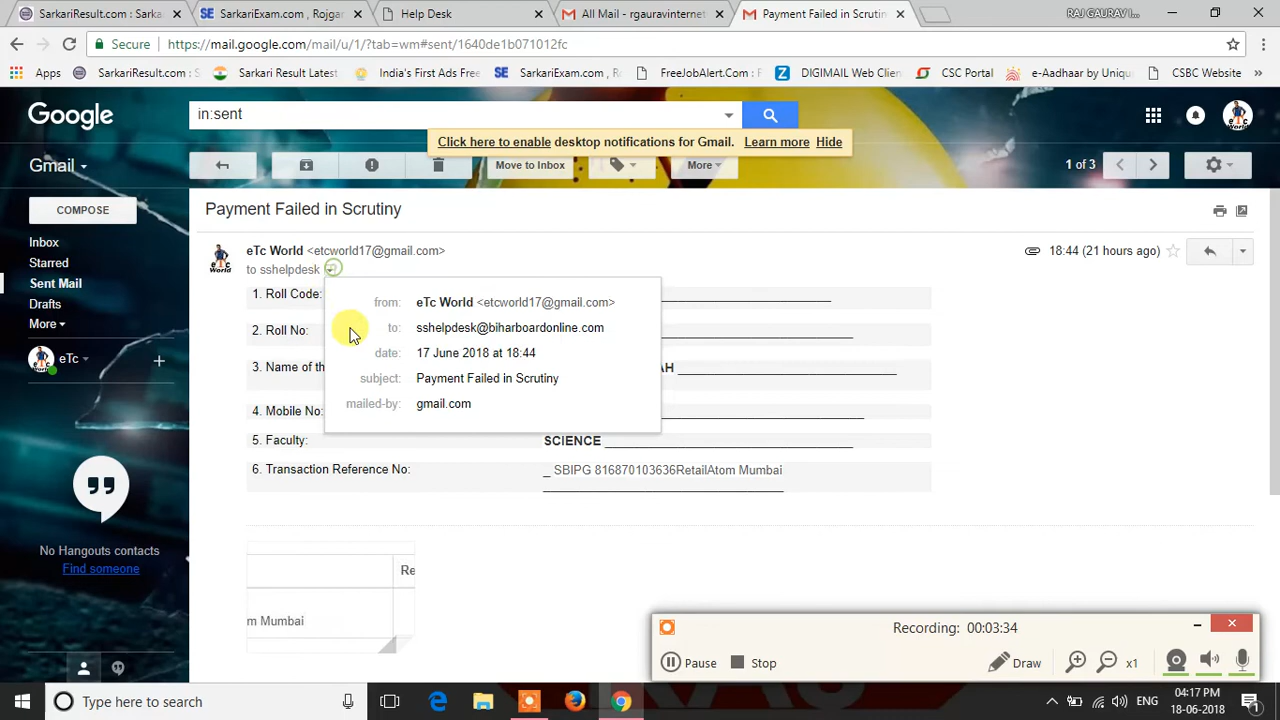 SarkariResult.com : Sarkari
SarkariExam.com, Rojgar
Help Desk
All Mail - rgauravinternet
Payment Failed in Scrutin
RAJ GAURAV I...
Secure
https://mail.google.com/mail/u/1/?tab=wm#sent/1640de1b071012fc
Apps
SarkariResult.com : Sarkari
Sarkari Result Latest
India's First Ads Free
SarkariExam.com
FreeJobAlert.com
DIGIMAIL Web Client
CSC Portal
e-Aadhaar by Unique
CSBC Website
Google
in:sent
Click here to enable desktop notifications for Gmail. Learn more Hide
Gmail
Move to Inbox
More
1 of 3
COMPOSE
Payment Failed in Scrutiny
Inbox
Starred
Sent Mail
Drafts
More
eTc World <etcworld17@gmail.com>
18:44 (21 hours ago)
to sshelpdesk
from: eTc World <etcworld17@gmail.com>
to: sshelpdesk@biharboardonline.com
date: 17 June 2018 at 18:44
subject: Payment Failed in Scrutiny
mailed-by: gmail.com
1. Roll Code:
2. Roll No:
3. Name of th
AH
4. Mobile No:
5. Faculty:
SCIENCE
6. Transaction Reference No:
_ SBIPG 816870103636RetailAtom Mumbai
eTc
No Hangouts contacts
Find someone
Re
m Mumbai
Recording: 00:03:34
Pause
Stop
Draw
x1
Type here to search
ENG
04:17 PM
18-06-2018